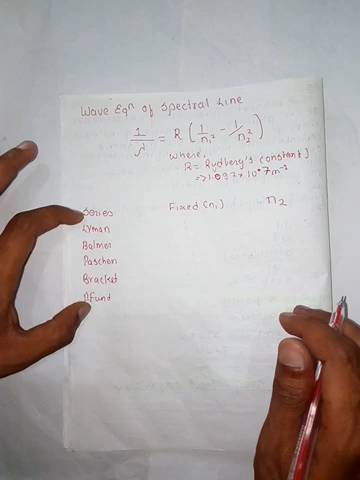 Wave Eqn of Spectral Line
1/λ = R [1/n₁² - 1/n₂²]
where,
R = Rydberg's (constant)
=> 1.097 × 10^7 m⁻¹
Series Fixed (n₁) n₂
Lyman
Balmer
Paschen
Bracket
Pfund